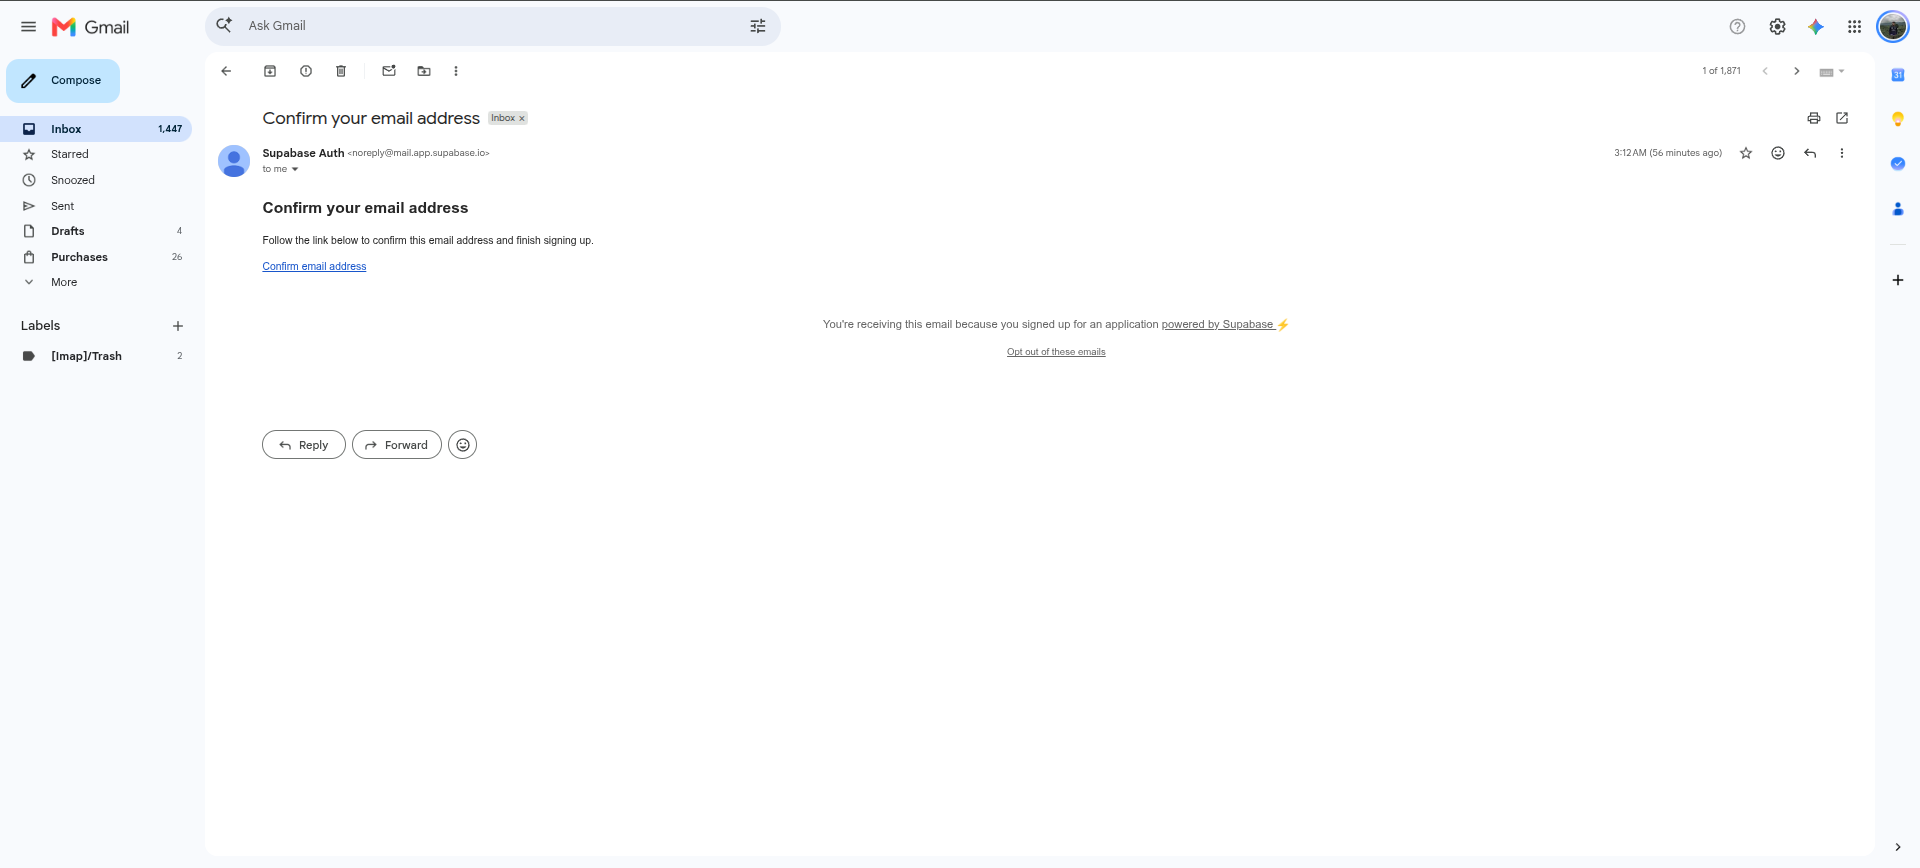 Gmail
Ask Gmail
Compose
1 of 1,871
31
Inbox 1,447
Starred
Snoozed
Sent
Drafts 4
Purchases 26
More
Labels
[Imap]/Trash 2
Confirm your email address Inbox x
Supabase Auth <noreply@mail.app.supabase.io> 3:12 AM (56 minutes ago)
to me
Confirm your email address
Follow the link below to confirm this email address and finish signing up.
Confirm email address
You're receiving this email because you signed up for an application powered by Supabase ⚡
Opt out of these emails
Reply Forward